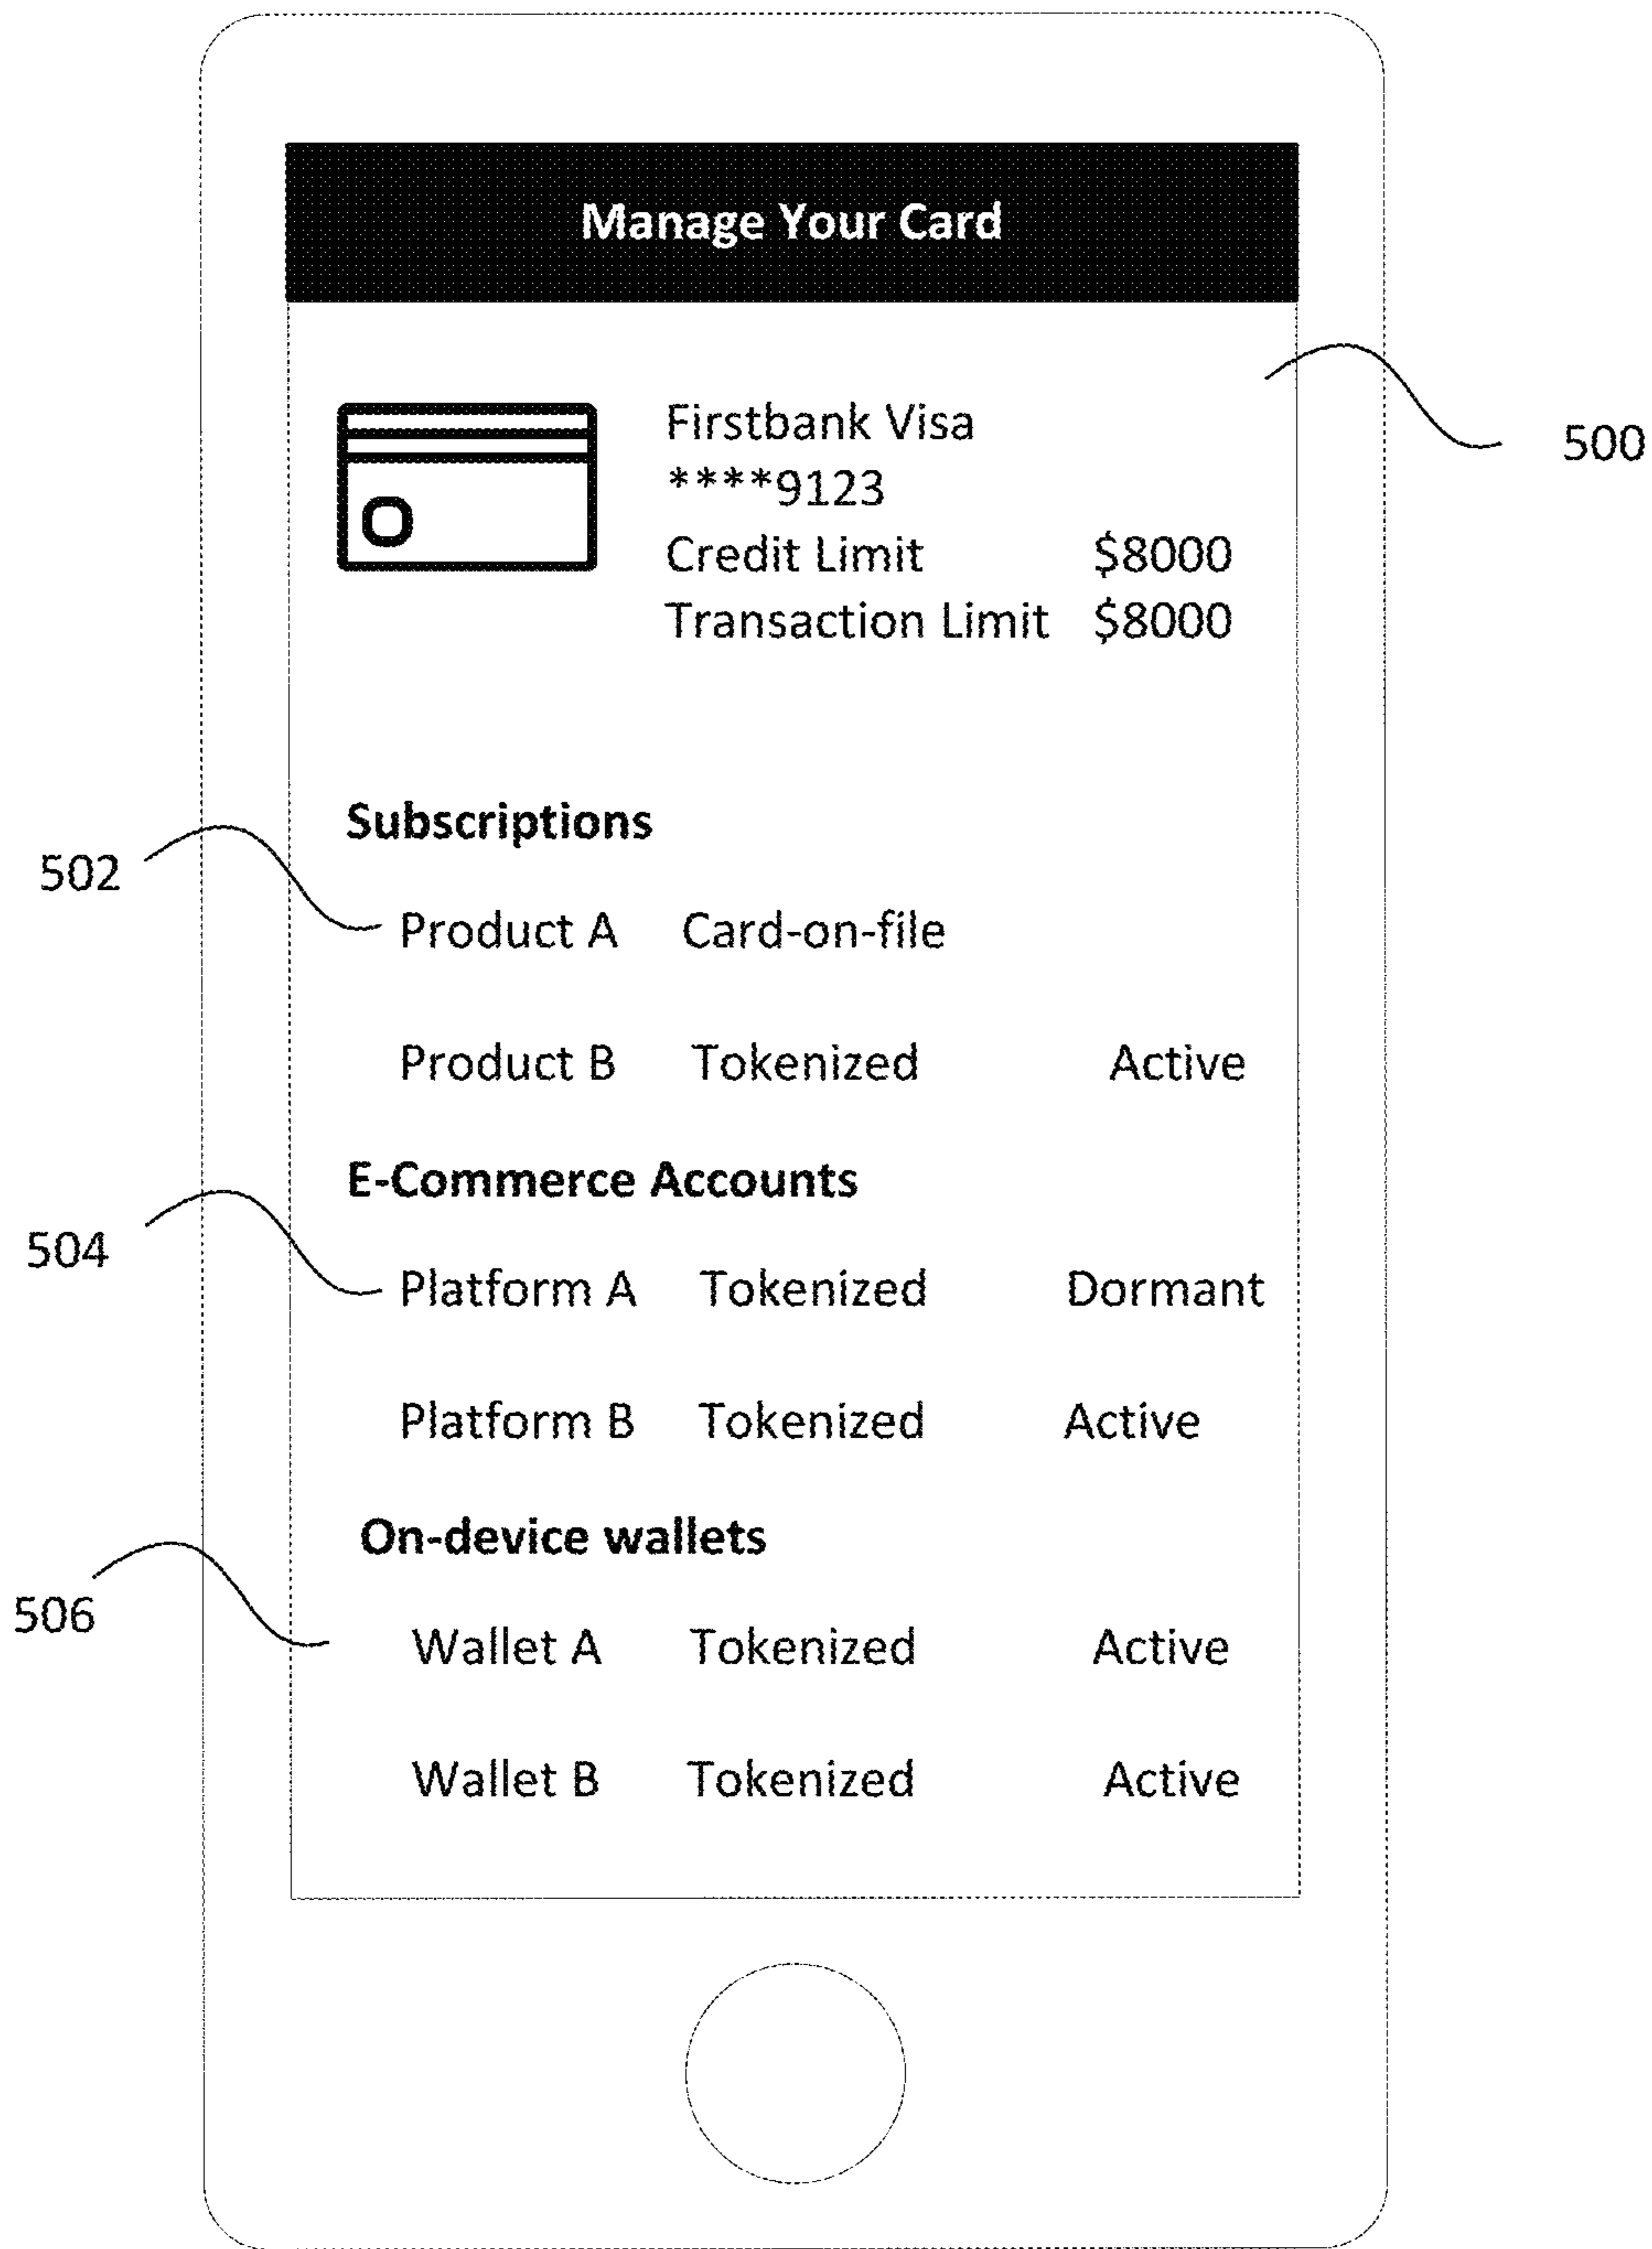 Manage Your Card
Firstbank Visa
****9123
Credit Limit $8000
Transaction Limit $8000
500
Subscriptions
502
Product A Card-on-file
Product B Tokenized Active
E-Commerce Accounts
504
Platform A Tokenized Dormant
Platform B Tokenized Active
On-device wallets
506
Wallet A Tokenized Active
Wallet B Tokenized Active